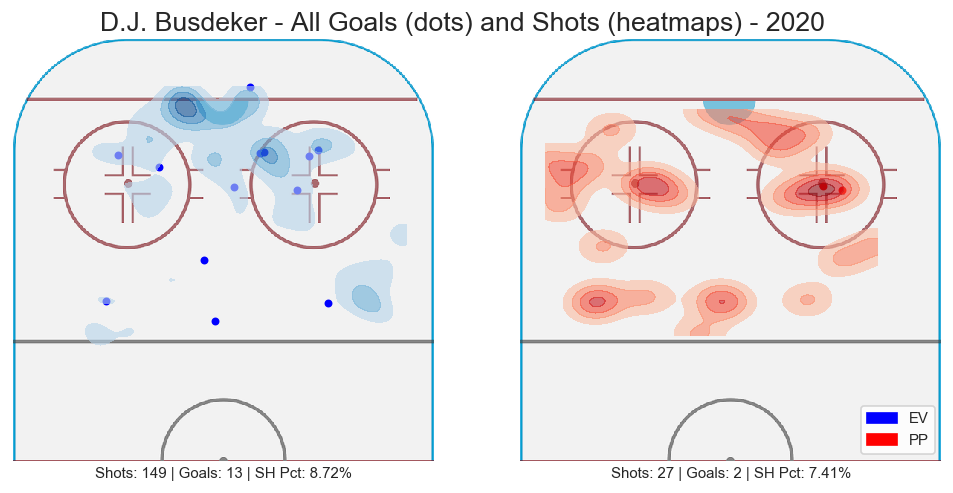 D.J. Busdeker - All Goals (dots) and Shots (heatmaps) - 2020
EV
PP
Shots: 149 | Goals: 13 | SH Pct: 8.72%
Shots: 27 | Goals: 2 | SH Pct: 7.41%